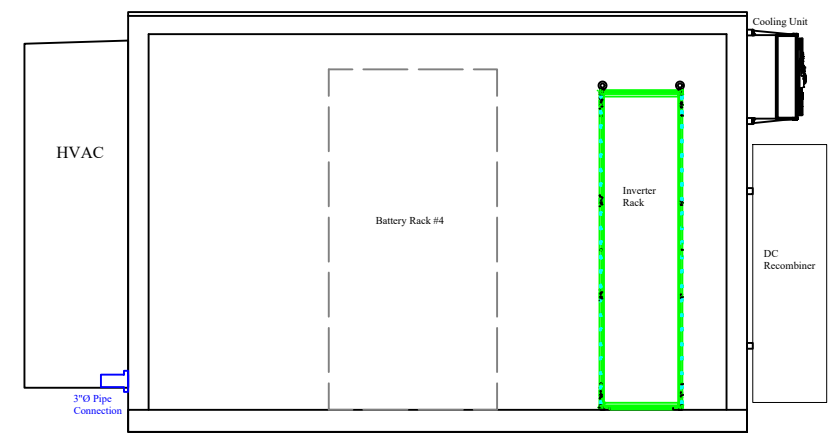 Cooling Unit
HVAC
Inverter
Rack
Battery Rack #4
DC
Recombiner
3"Ø Pipe
Connection